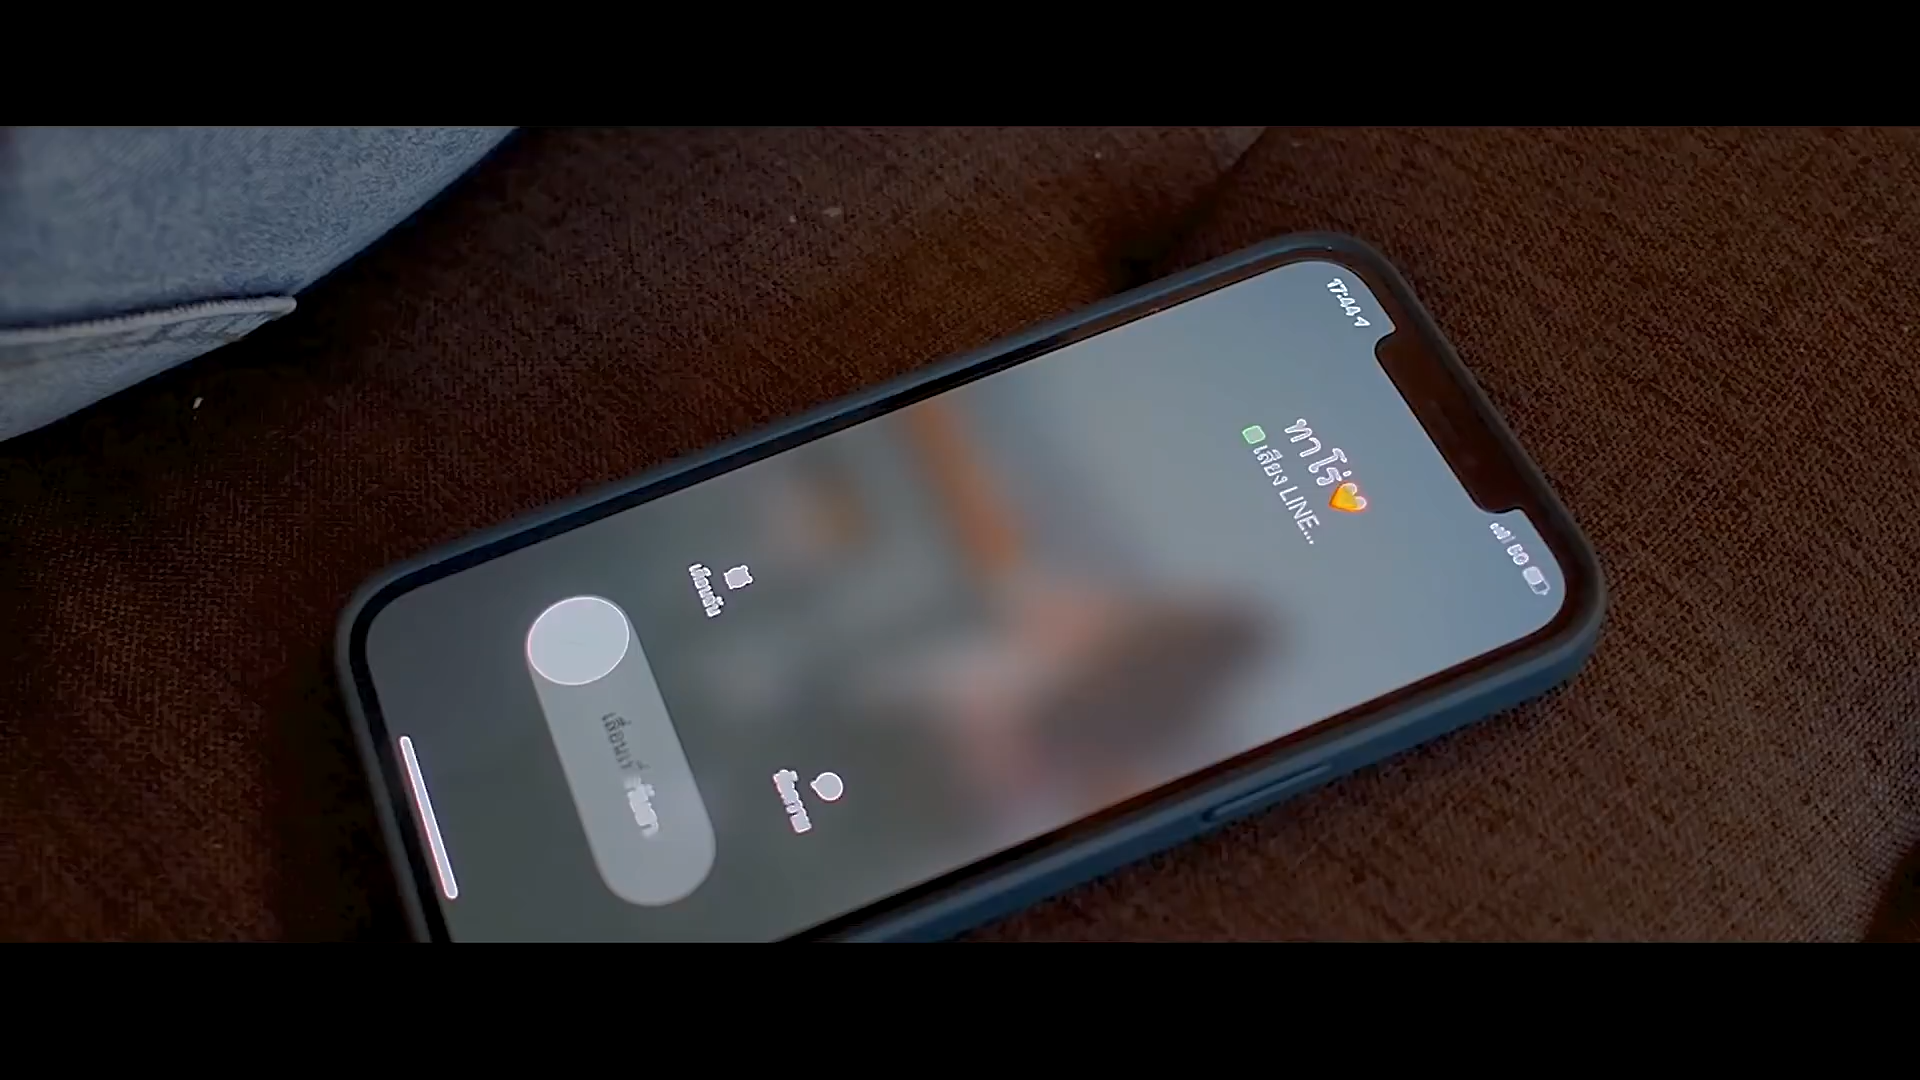 17:44
5G
ทาโร่🧡
เสียง LINE...
เตือนฉัน
ข้อความ
เลื่อนเพื่อรับสาย